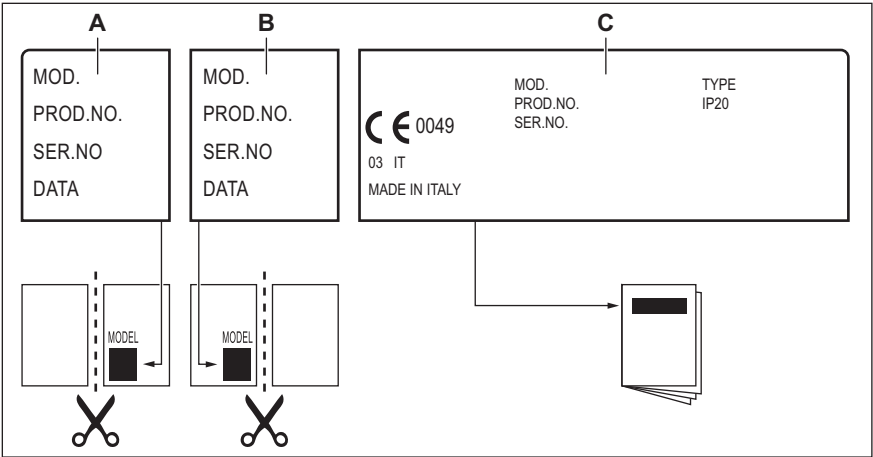 A
B
C
MOD.
PROD.NO.
SER.NO
DATA
MOD.
PROD.NO.
SER.NO
DATA
MOD.
PROD.NO.
SER.NO.
TYPE
IP20
CE 0049
03 IT
MADE IN ITALY
MODEL
MODEL